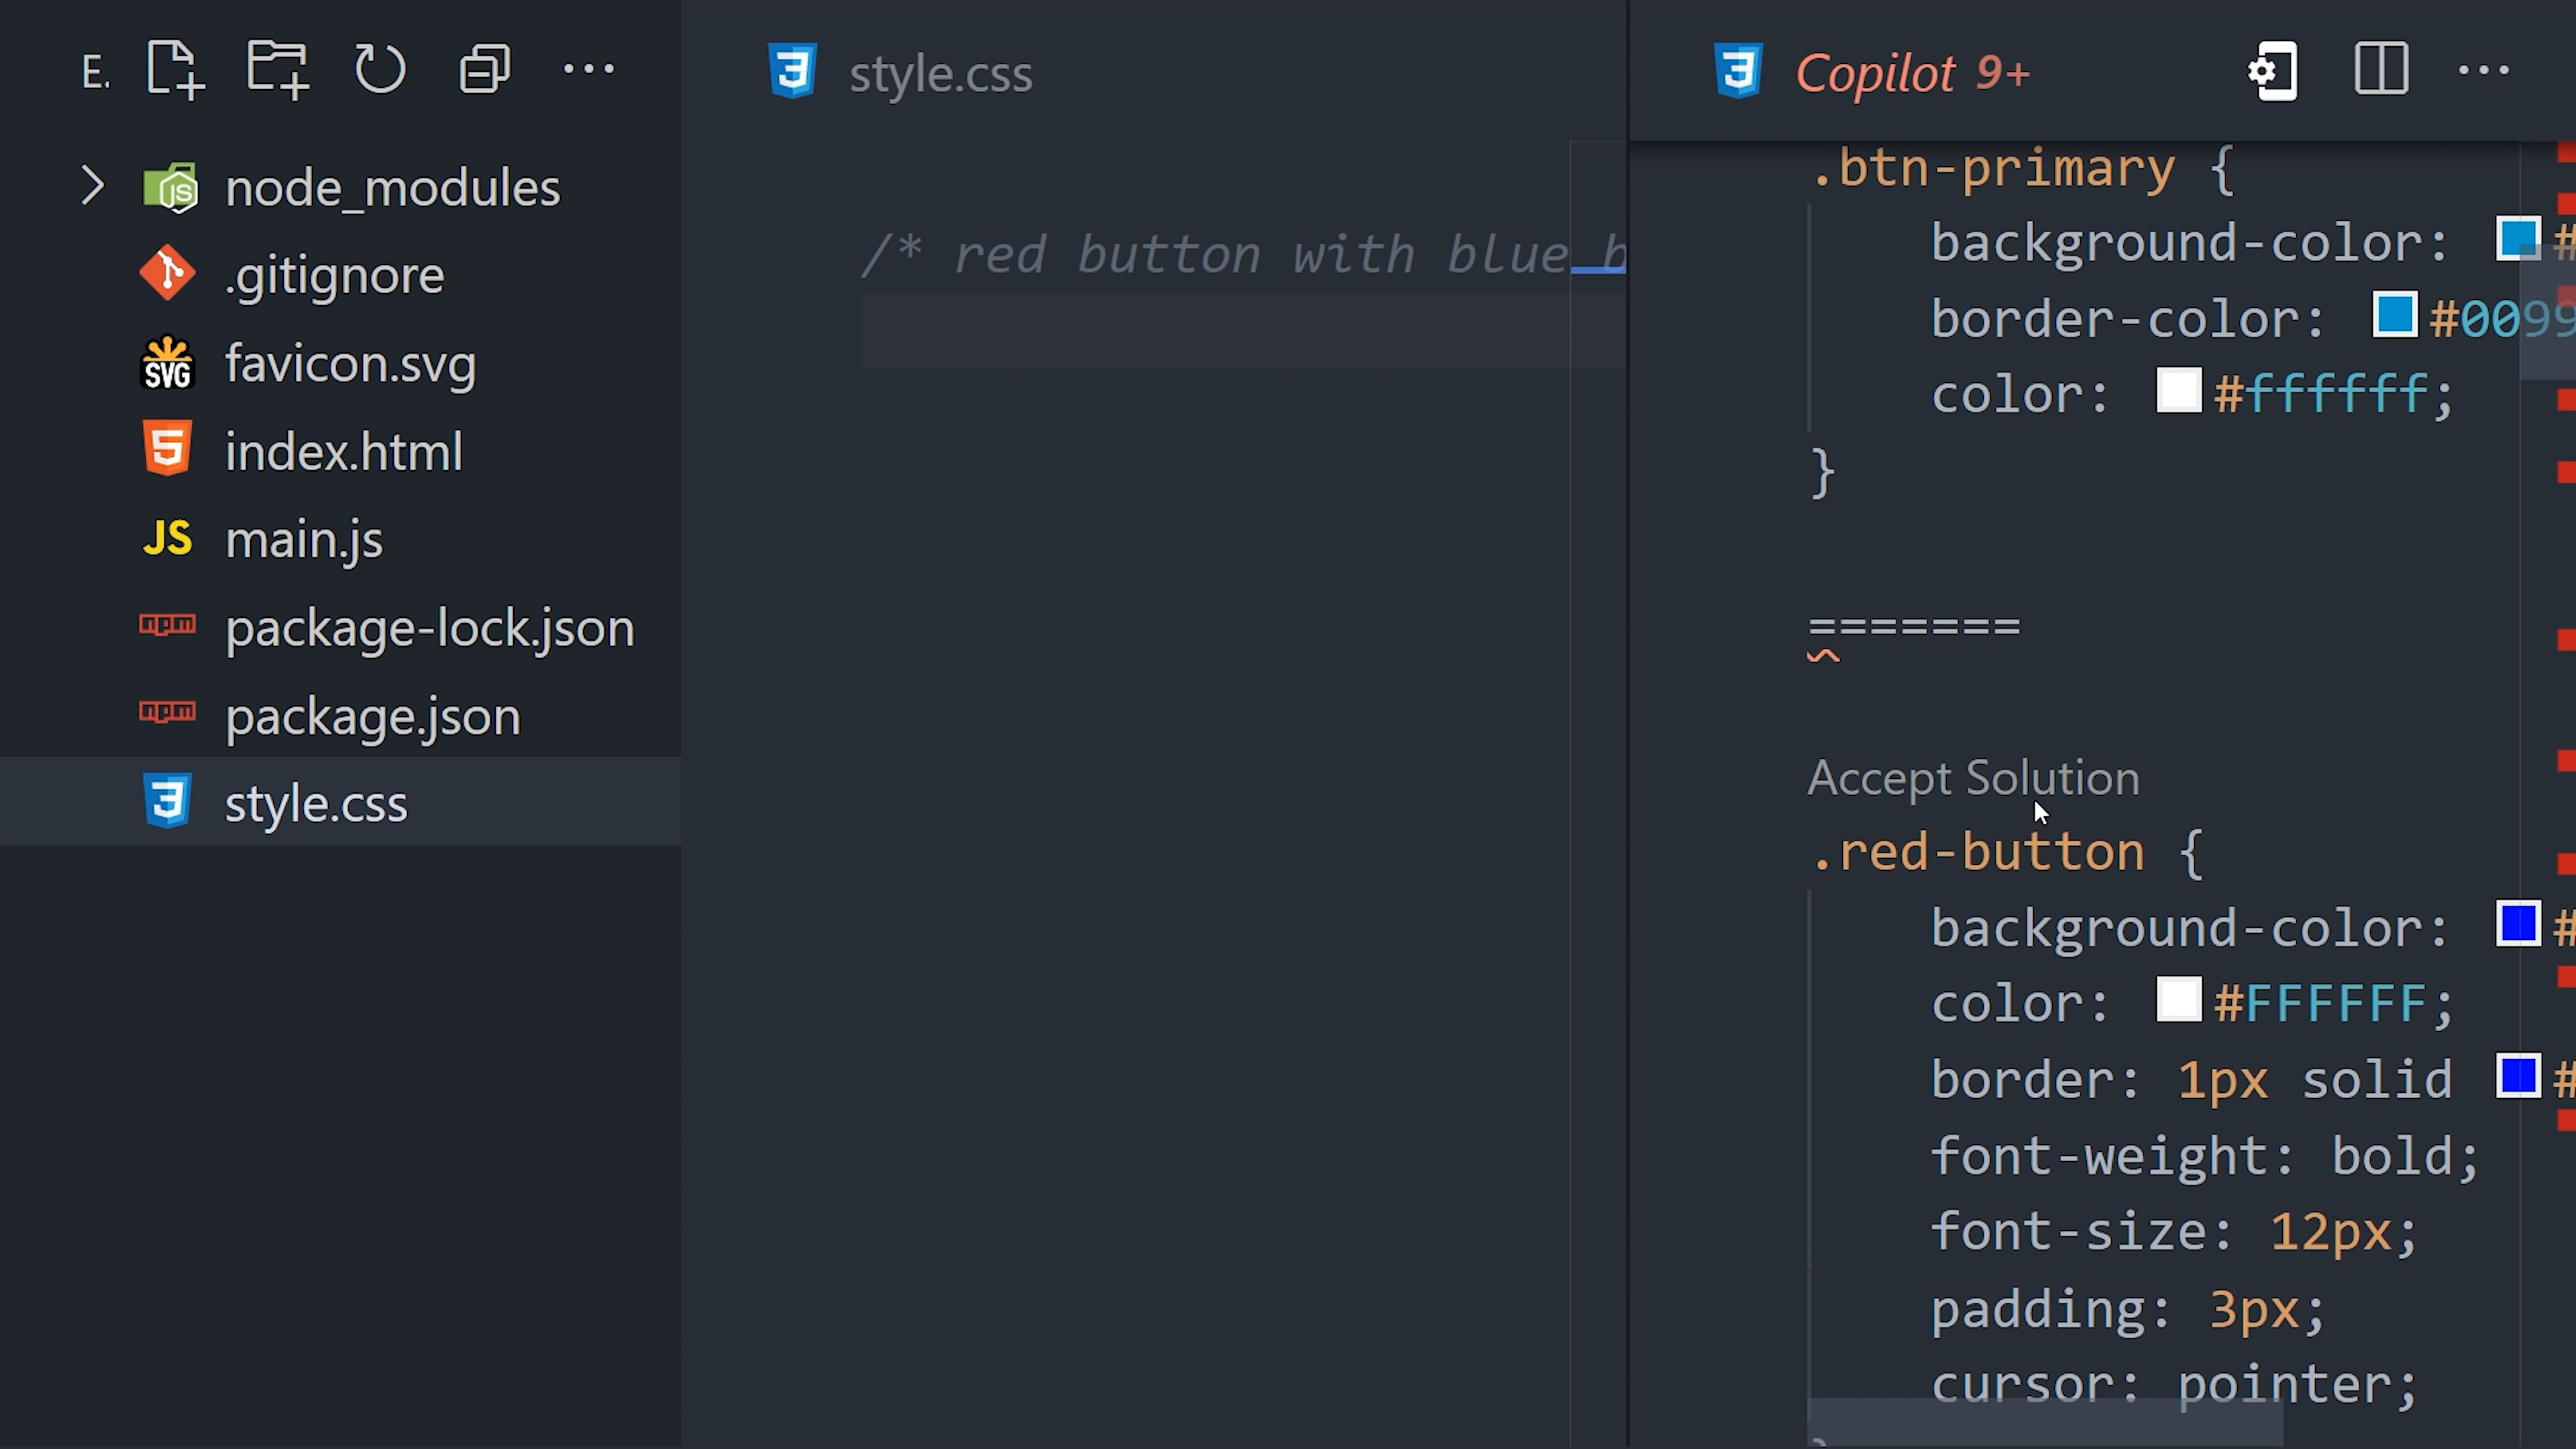 E.
node_modules
.gitignore
favicon.svg
index.html
JS main.js
package-lock.json
package.json
style.css
style.css
/* red button with blue
Copilot 9+
.btn-primary {
background-color: #
border-color: #0099
color: #ffffff;
}
=======
Accept Solution
.red-button {
background-color: #
color: #FFFFFF;
border: 1px solid #
font-weight: bold;
font-size: 12px;
padding: 3px;
cursor: pointer;